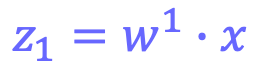 z₁ = w¹ · x